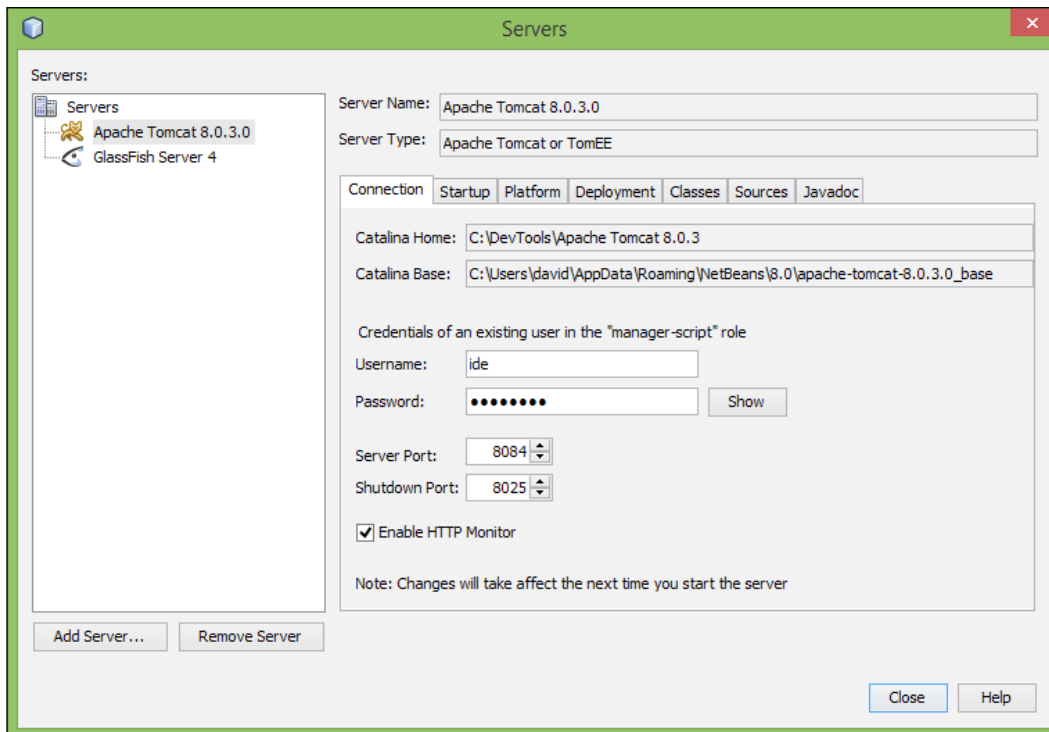 Servers
Servers:
Servers
Apache Tomcat 8.0.3.0
GlassFish Server 4
Add Server...
Remove Server
Server Name: Apache Tomcat 8.0.3.0
Server Type: Apache Tomcat or TomEE
Connection Startup Platform Deployment Classes Sources Javadoc
Catalina Home: C:\DevTools\Apache Tomcat 8.0.3
Catalina Base: C:\Users\david\AppData\Roaming\NetBeans\8.0\apache-tomcat-8.0.3.0_base
Credentials of an existing user in the "manager-script" role
Username: ide
Password: ●●●●●●●● Show
Server Port: 8084
Shutdown Port: 8025
Enable HTTP Monitor
Note: Changes will take affect the next time you start the server
Close Help